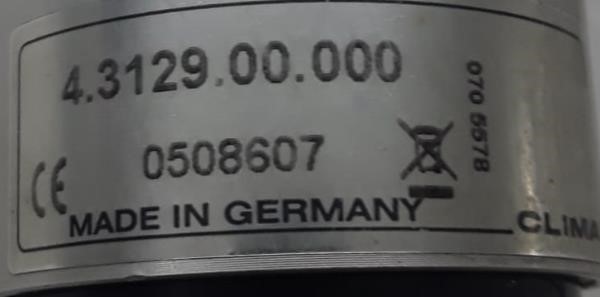 4.3129.00.000
0508607
070 5578
CE
MADE IN GERMANY
CLIMA